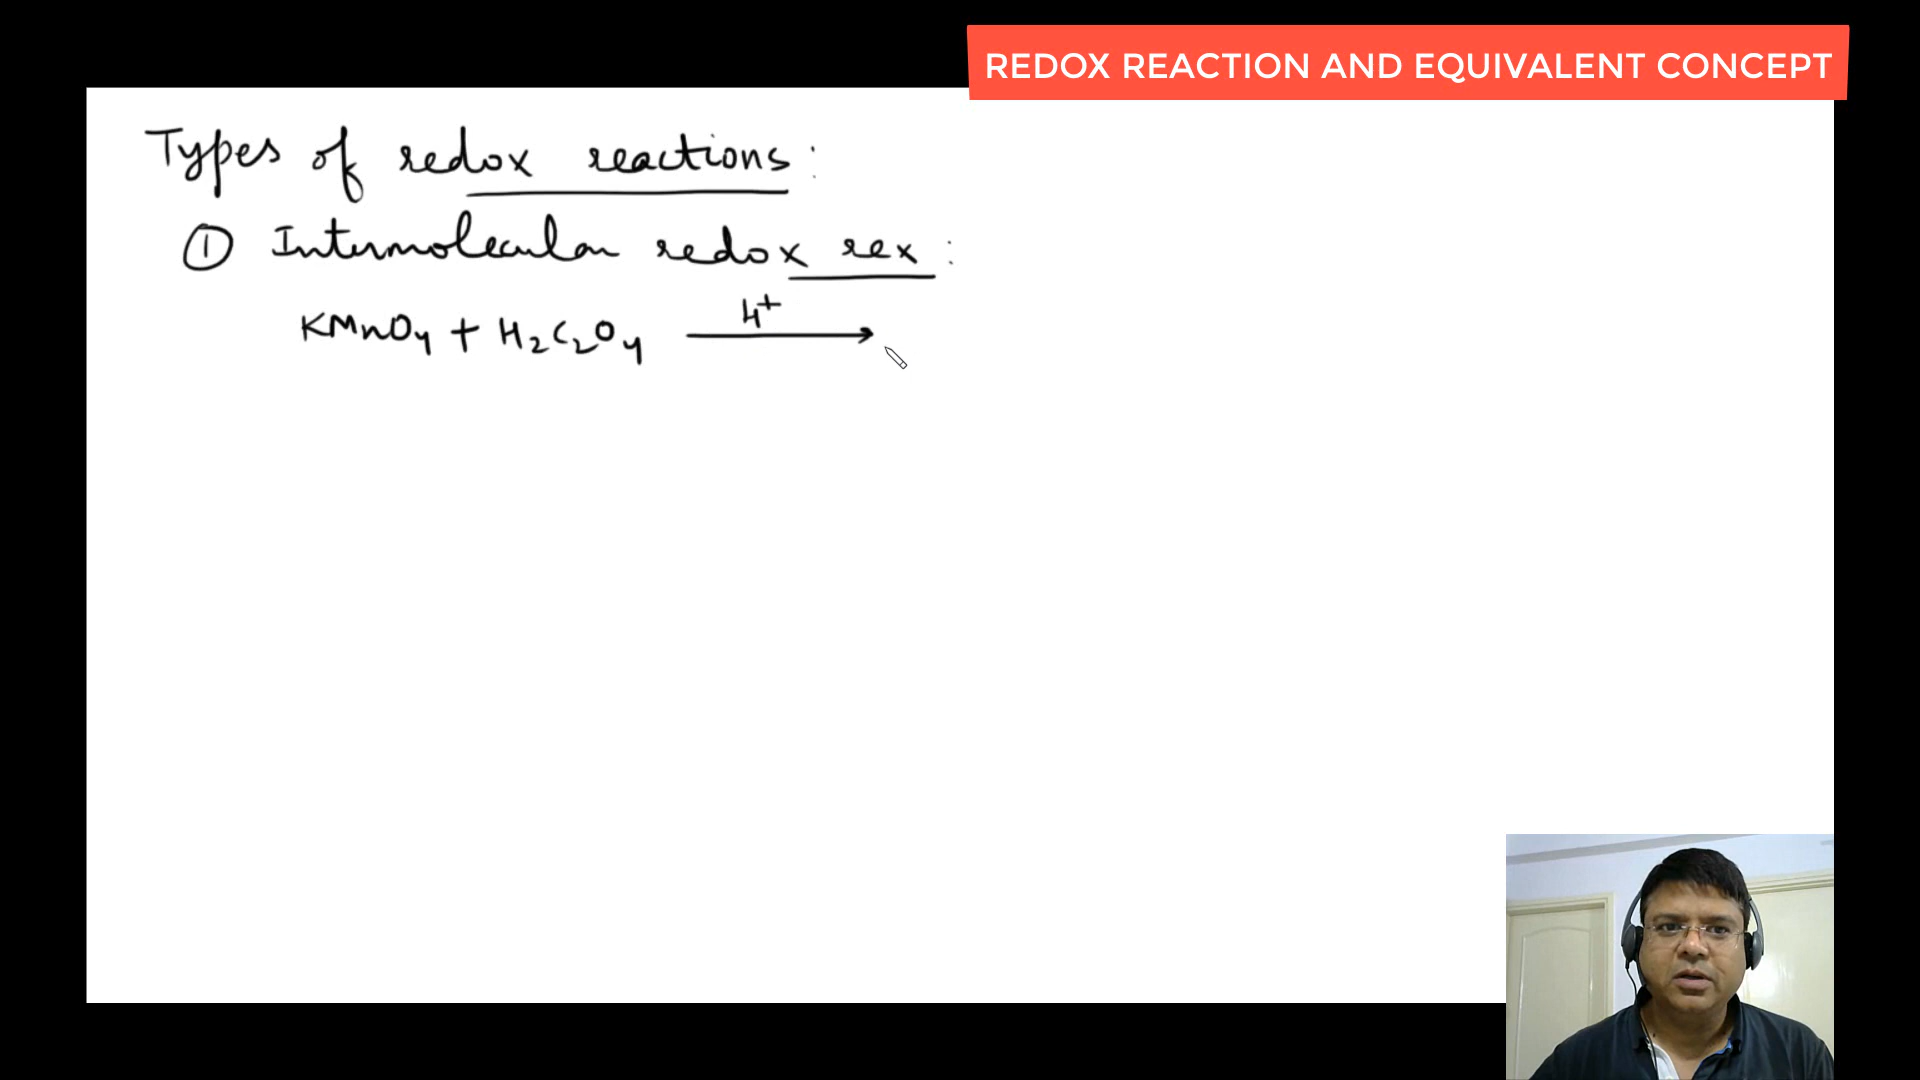 REDOX REACTION AND EQUIVALENT CONCEPT
Types of redox reactions:
① Intermolecular redox rex:
KMnO₄ + H₂C₂O₄ —H⁺→